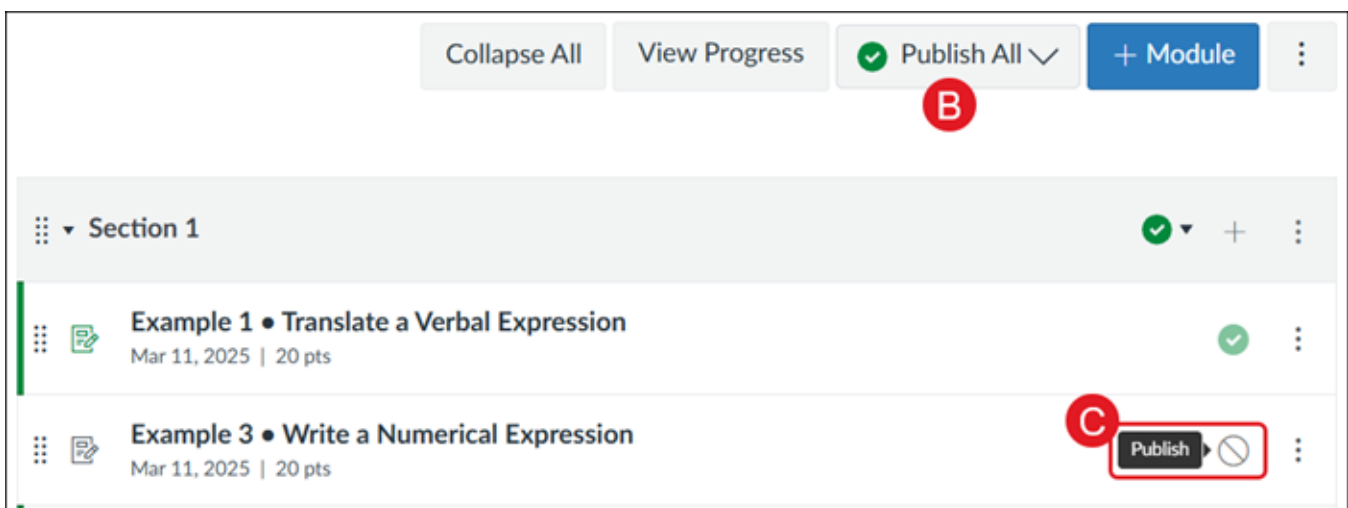 Collapse All
View Progress
Publish All
+ Module
B
Section 1
Example 1 • Translate a Verbal Expression
Mar 11, 2025 | 20 pts
C
Example 3 • Write a Numerical Expression
Publish
Mar 11, 2025 | 20 pts